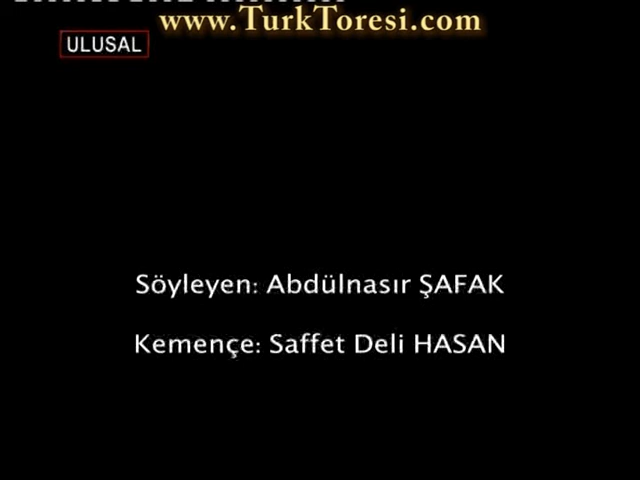 www.TurkToresi.com
ULUSAL
Söyleyen: Abdülnasır ŞAFAK
Kemençe: Saffet Deli HASAN